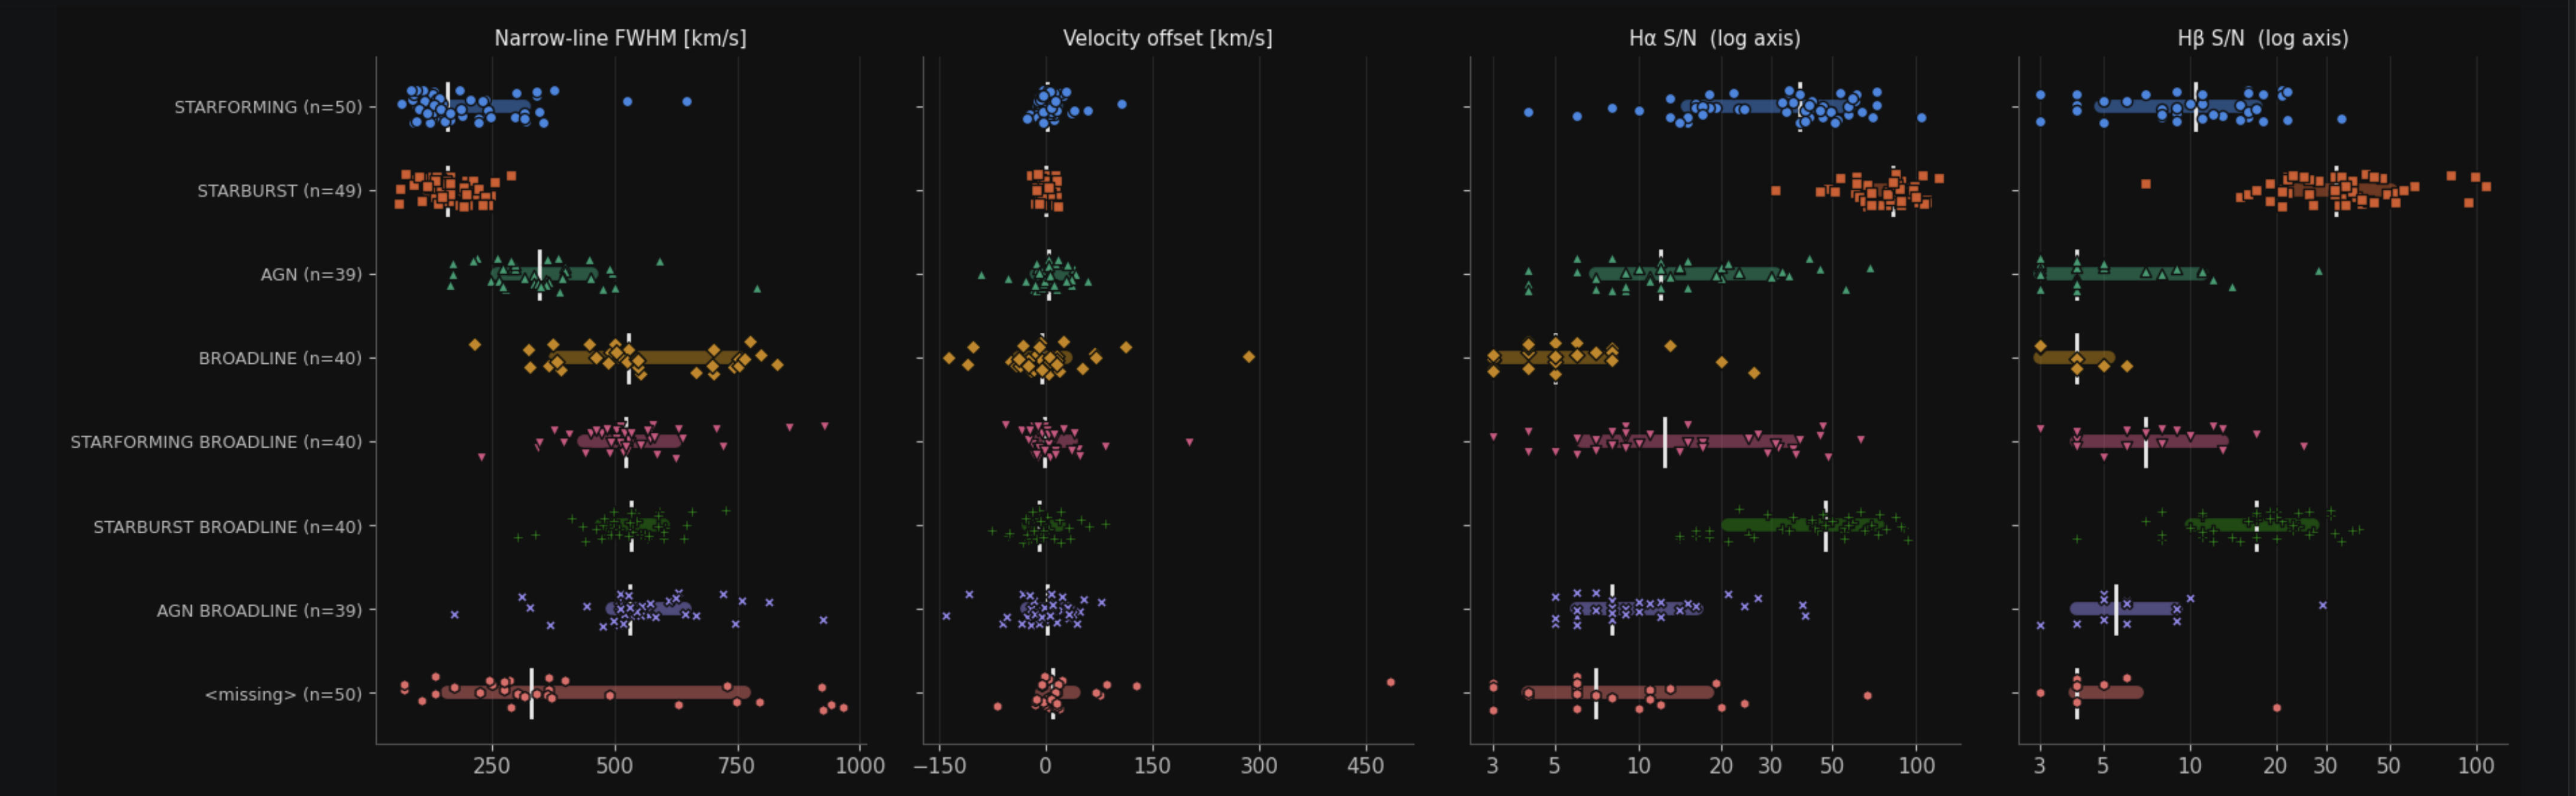 Narrow-line FWHM [km/s]
Velocity offset [km/s]
Hα S/N (log axis)
Hβ S/N (log axis)
STARFORMING (n=50)
STARBURST (n=49)
AGN (n=39)
BROADLINE (n=40)
STARFORMING BROADLINE (n=40)
STARBURST BROADLINE (n=40)
AGN BROADLINE (n=39)
<missing> (n=50)
250 500 750 1000
−150 0 150 300 450
3 5 10 20 30 50 100
3 5 10 20 30 50 100